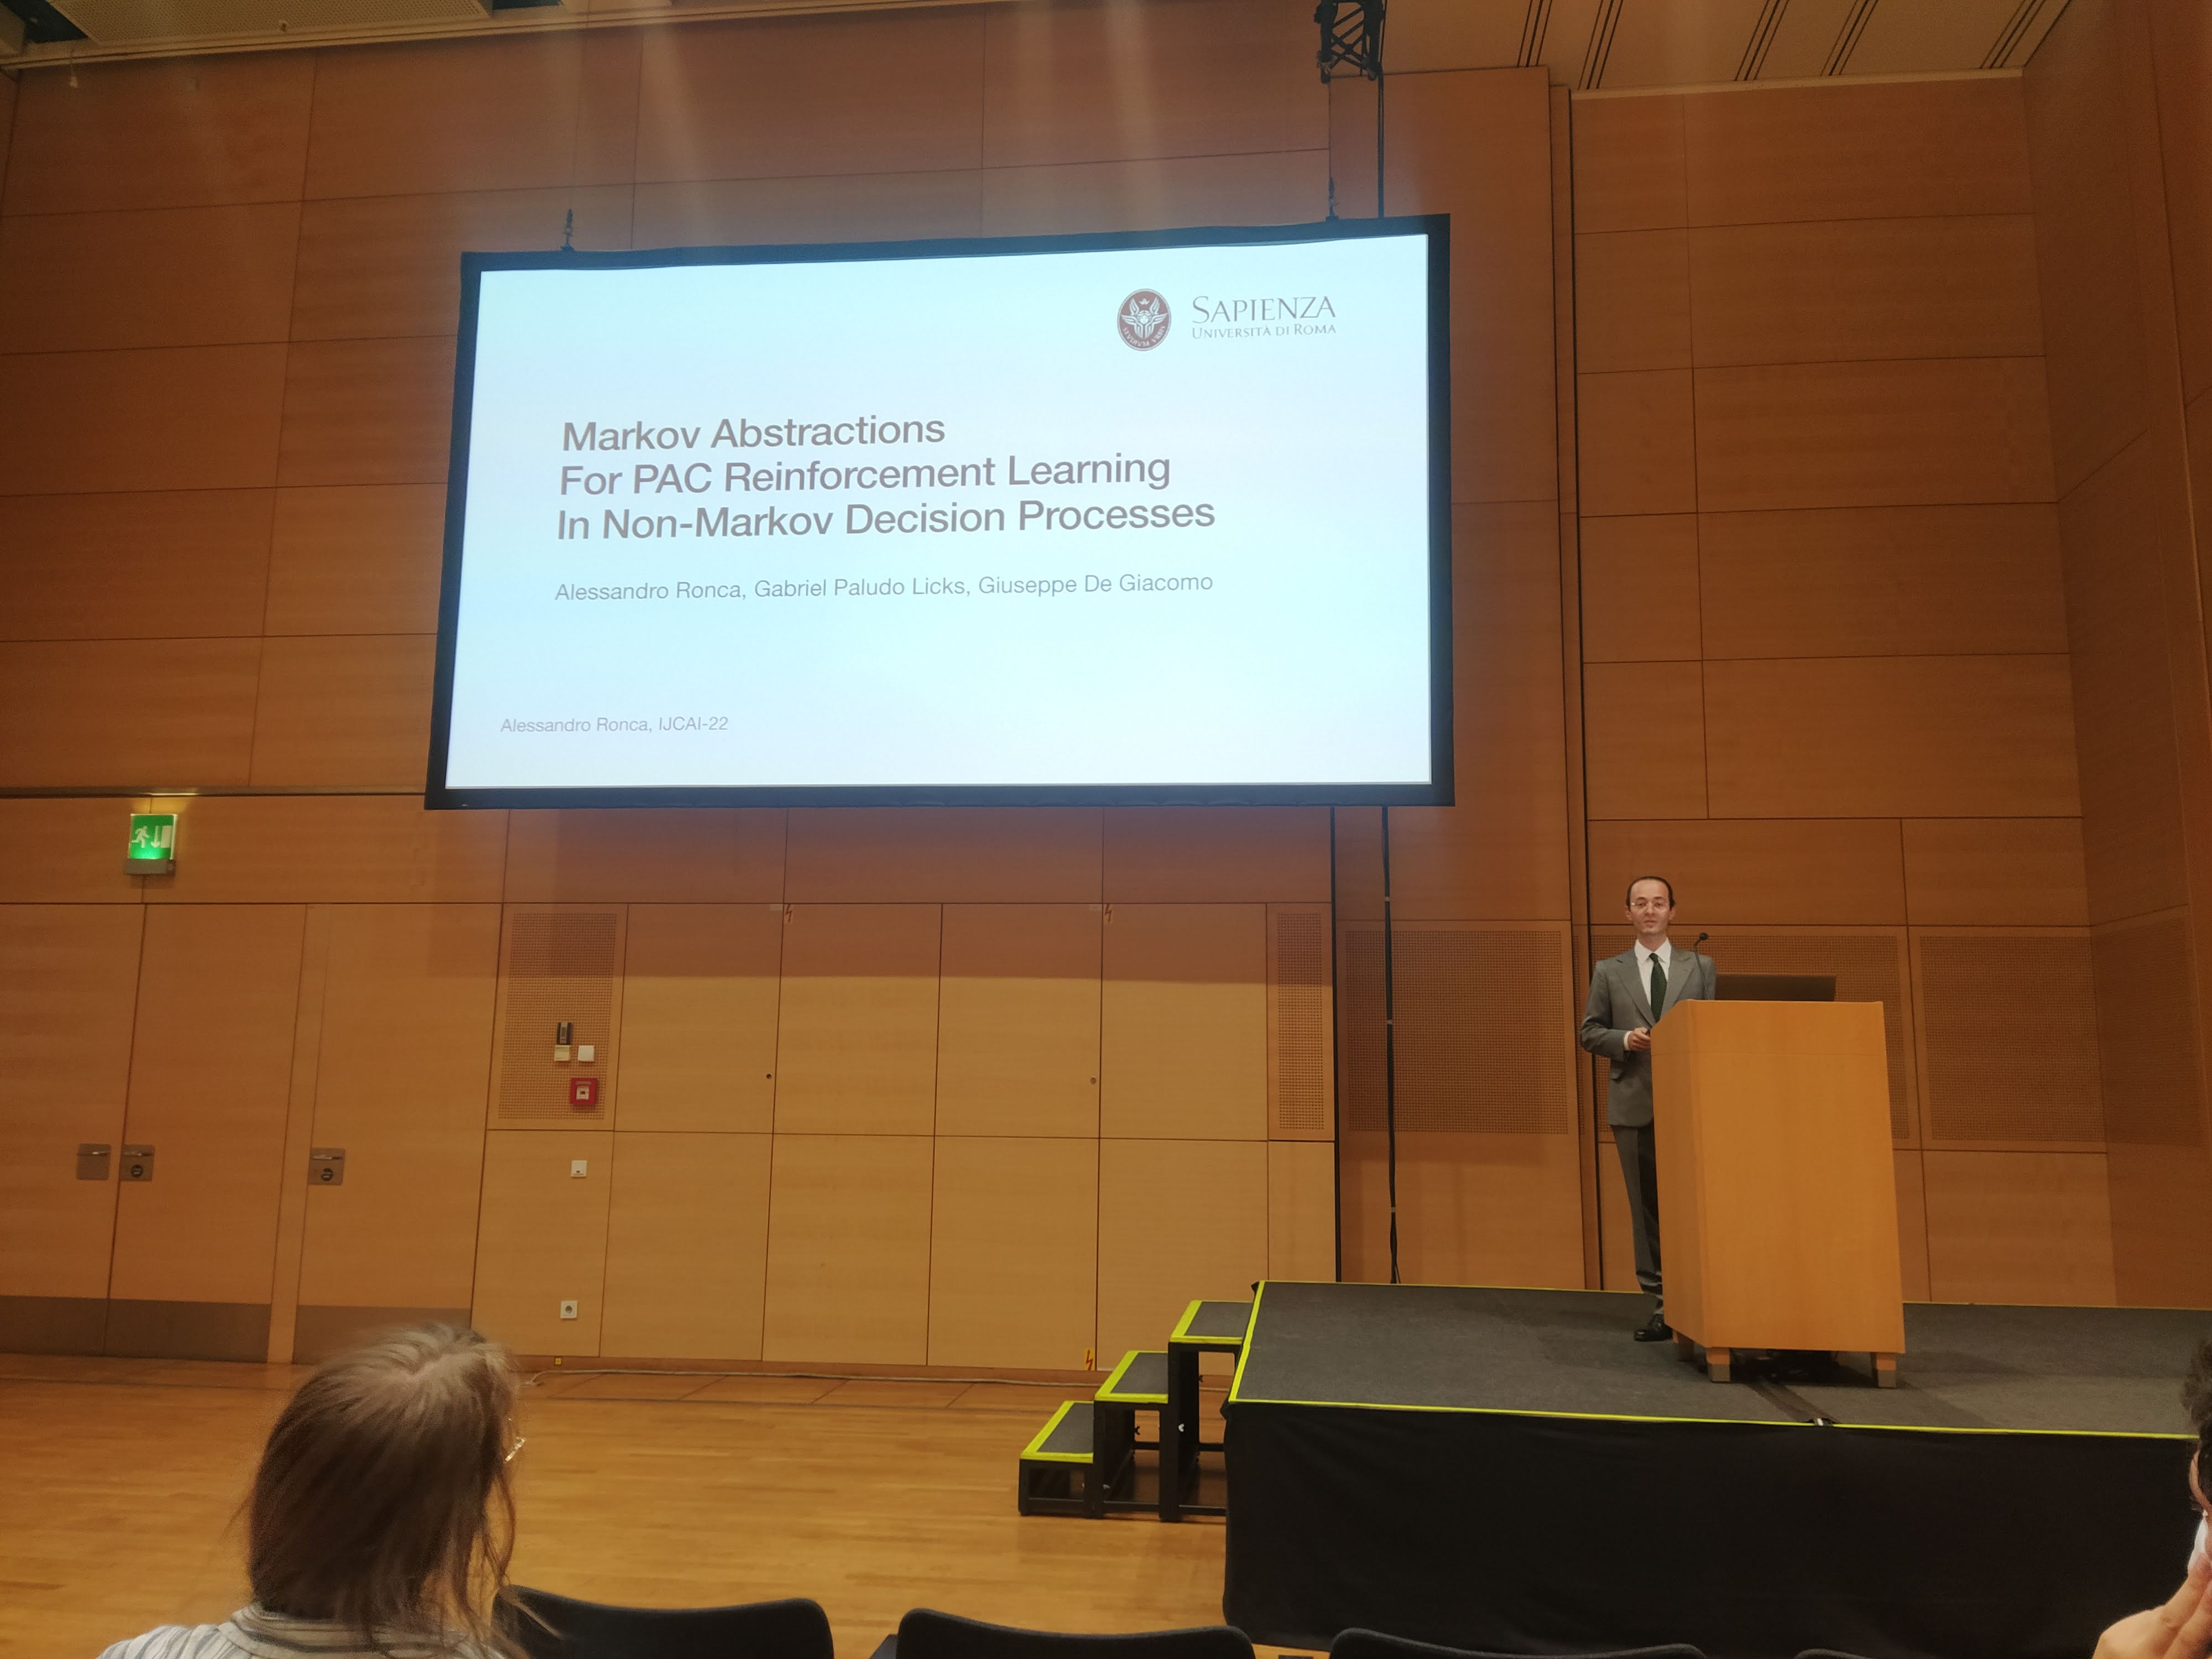 SAPIENZA
UNIVERSITÀ DI ROMA
Markov Abstractions
For PAC Reinforcement Learning
In Non-Markov Decision Processes
Alessandro Ronca, Gabriel Paludo Licks, Giuseppe De Giacomo
Alessandro Ronca, IJCAI-22